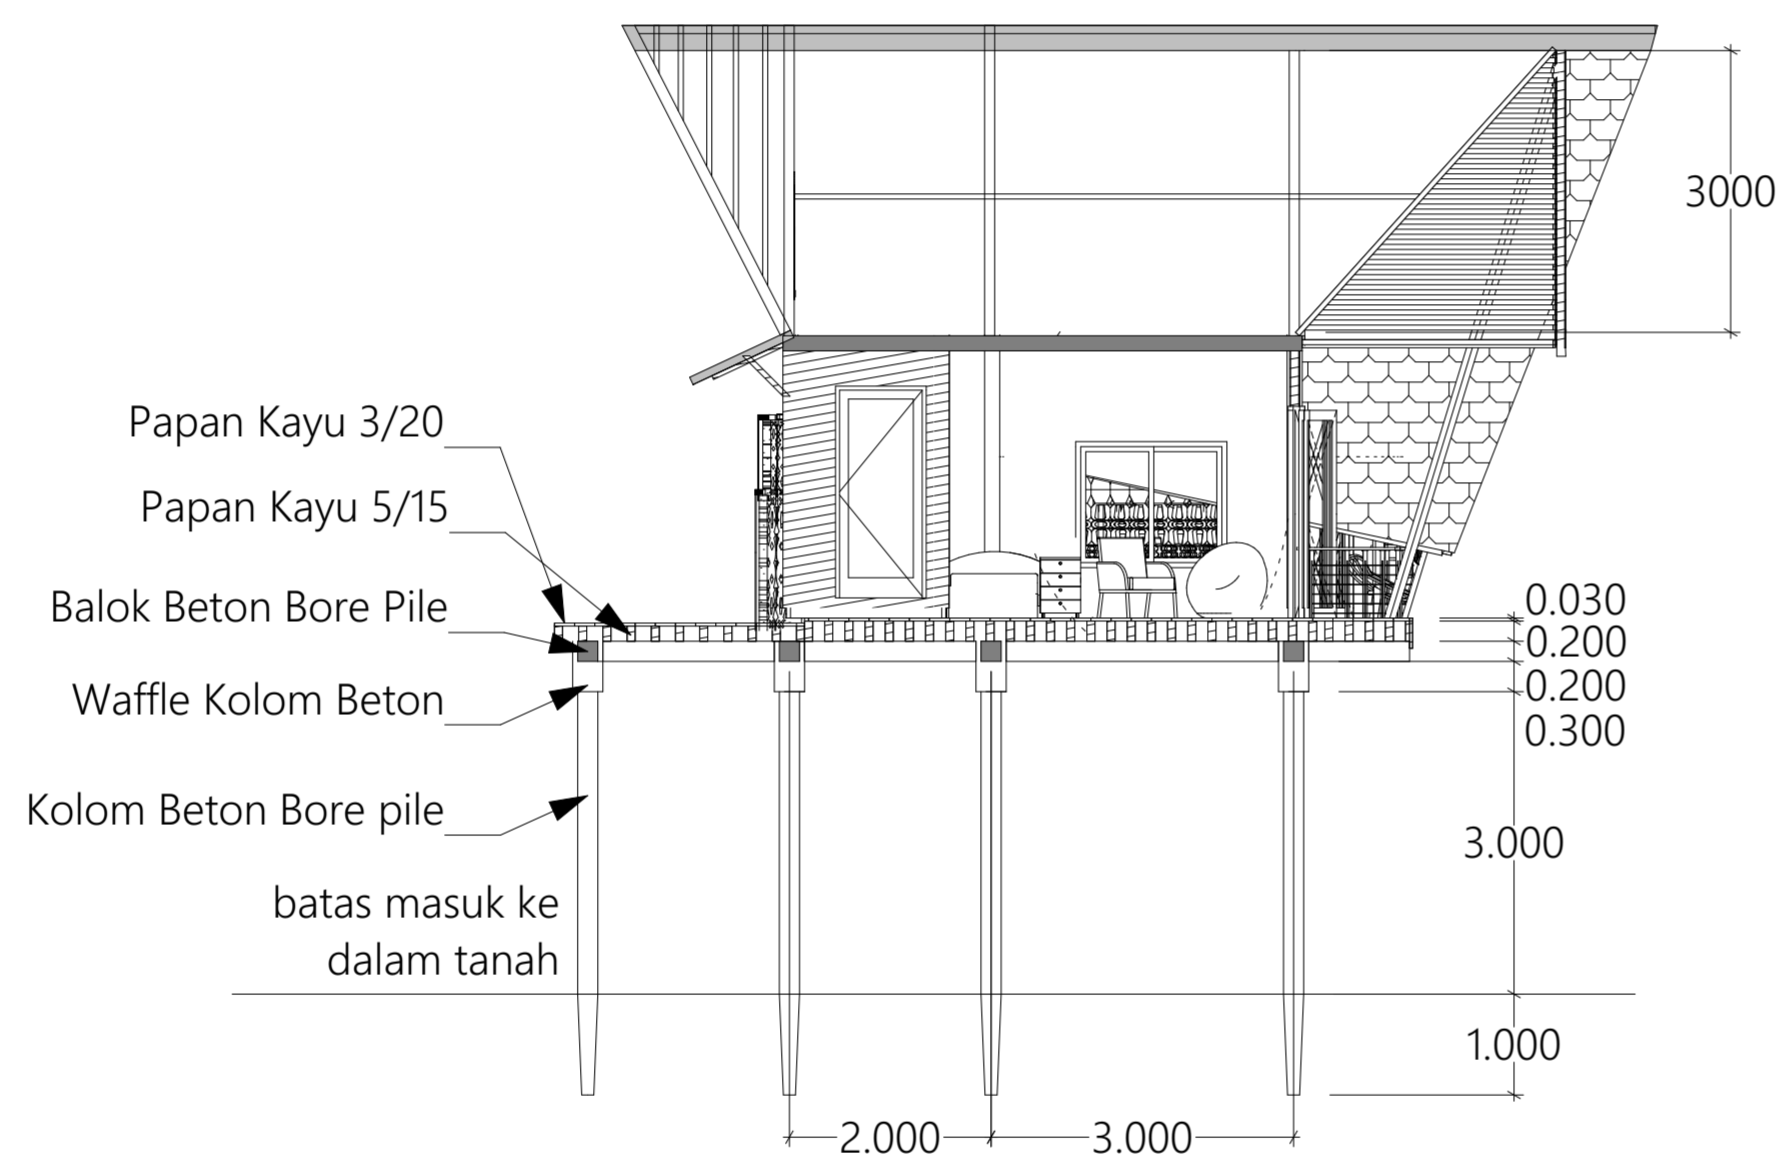 3000
Papan Kayu 3/20
Papan Kayu 5/15
Balok Beton Bore Pile
Waffle Kolom Beton
Kolom Beton Bore pile
batas masuk ke
dalam tanah
0.030
0.200
0.200
0.300
3.000
1.000
2.000
3.000